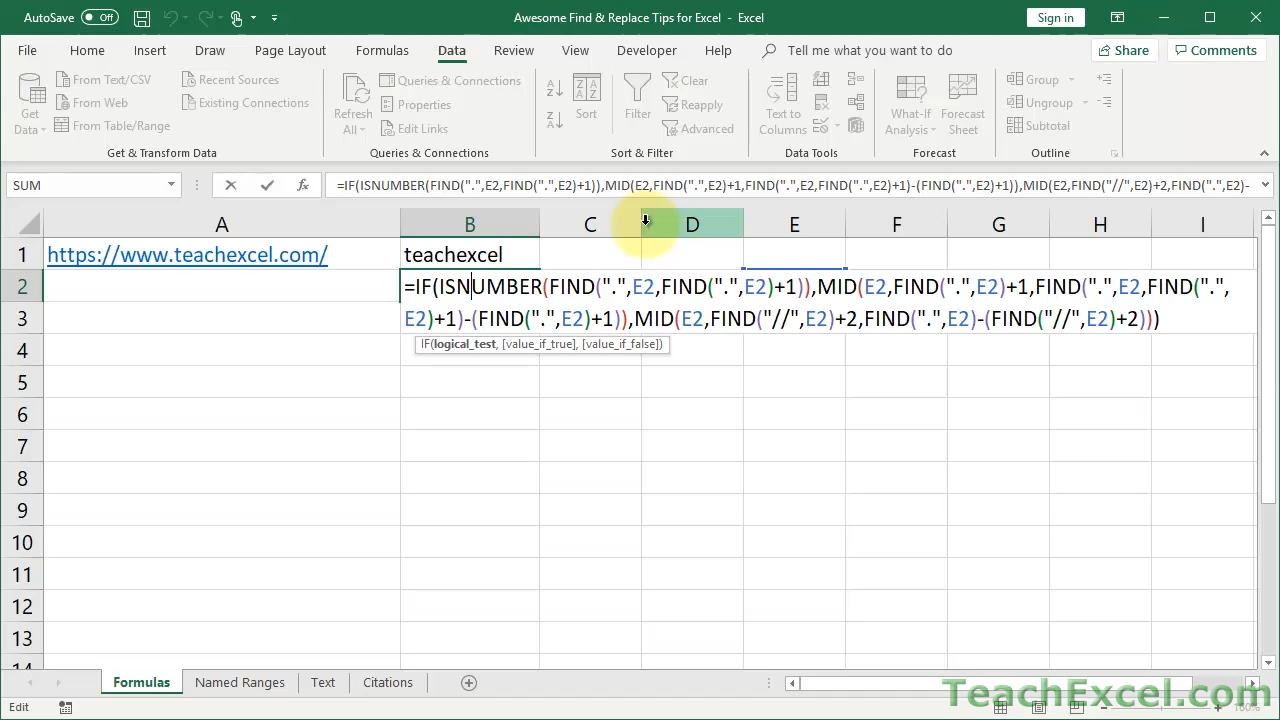 AutoSave Off
Awesome Find & Replace Tips for Excel - Excel
Sign in
File Home Insert Draw Page Layout Formulas Data Review View Developer Help Tell me what you want to do Share Comments
Get Data
From Text/CSV
From Web
From Table/Range
Recent Sources
Existing Connections
Get & Transform Data
Refresh All
Queries & Connections
Properties
Edit Links
Queries & Connections
Sort
Filter
Clear
Reapply
Advanced
Sort & Filter
Text to Columns
Data Tools
What-If Analysis
Forecast Sheet
Forecast
Group
Ungroup
Subtotal
Outline
SUM
fx
=IF(ISNUMBER(FIND(".",E2,FIND(".",E2)+1)),MID(E2,FIND(".",E2)+1,FIND(".",E2,FIND(".",E2)+1)-(FIND(".",E2)+1)),MID(E2,FIND("//",E2)+2,FIND(".",E2)-
A B C D E F G H I
1 https://www.teachexcel.com/ teachexcel
2 =IF(ISNUMBER(FIND(".",E2,FIND(".",E2)+1)),MID(E2,FIND(".",E2)+1,FIND(".",E2,FIND(".",
3 E2)+1)-(FIND(".",E2)+1)),MID(E2,FIND("//",E2)+2,FIND(".",E2)-(FIND("//",E2)+2)))
IF(logical_test, [value_if_true], [value_if_false])
4
5
6
7
8
9
10
11
12
13
14
Formulas Named Ranges Text Citations
TeachExcel.com
Edit
100%